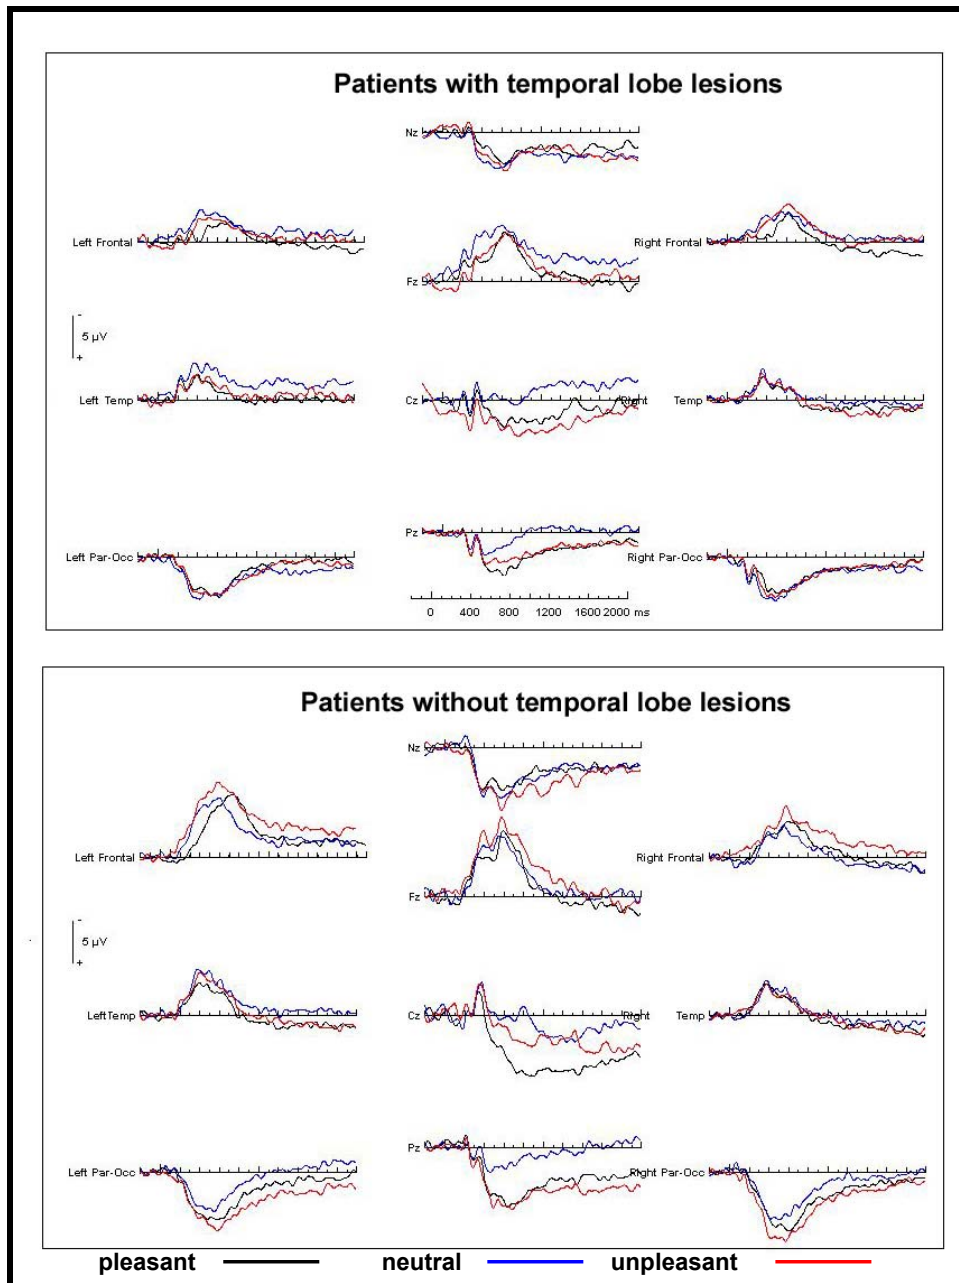 Patients with temporal lobe lesions
Nz
Left Frontal
Fz
Right Frontal
-
5 µV
+
Left Temp
Cz
Right Temp
Left Par-Occ
Pz
Right Par-Occ
0 400 800 1200 1600 2000 ms
Patients without temporal lobe lesions
Nz
Left Frontal
Fz
Right Frontal
-
5 µV
+
LeftTemp
Cz
Right Temp
Left Par-Occ
Pz
Right Par-Occ
pleasant neutral unpleasant